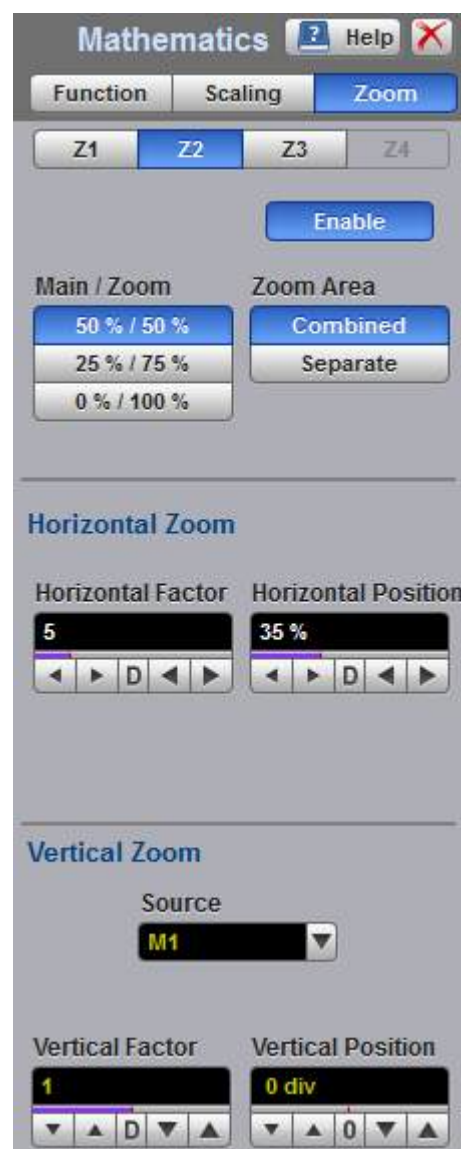 Mathematics ? Help
Function Scaling Zoom
Z1 Z2 Z3 Z4
Enable
Main / Zoom Zoom Area
50 % / 50 % Combined
25 % / 75 % Separate
0 % / 100 %
Horizontal Zoom
Horizontal Factor Horizontal Position
5 35 %
D D
Vertical Zoom
Source
M1
Vertical Factor Vertical Position
1 0 div
D 0